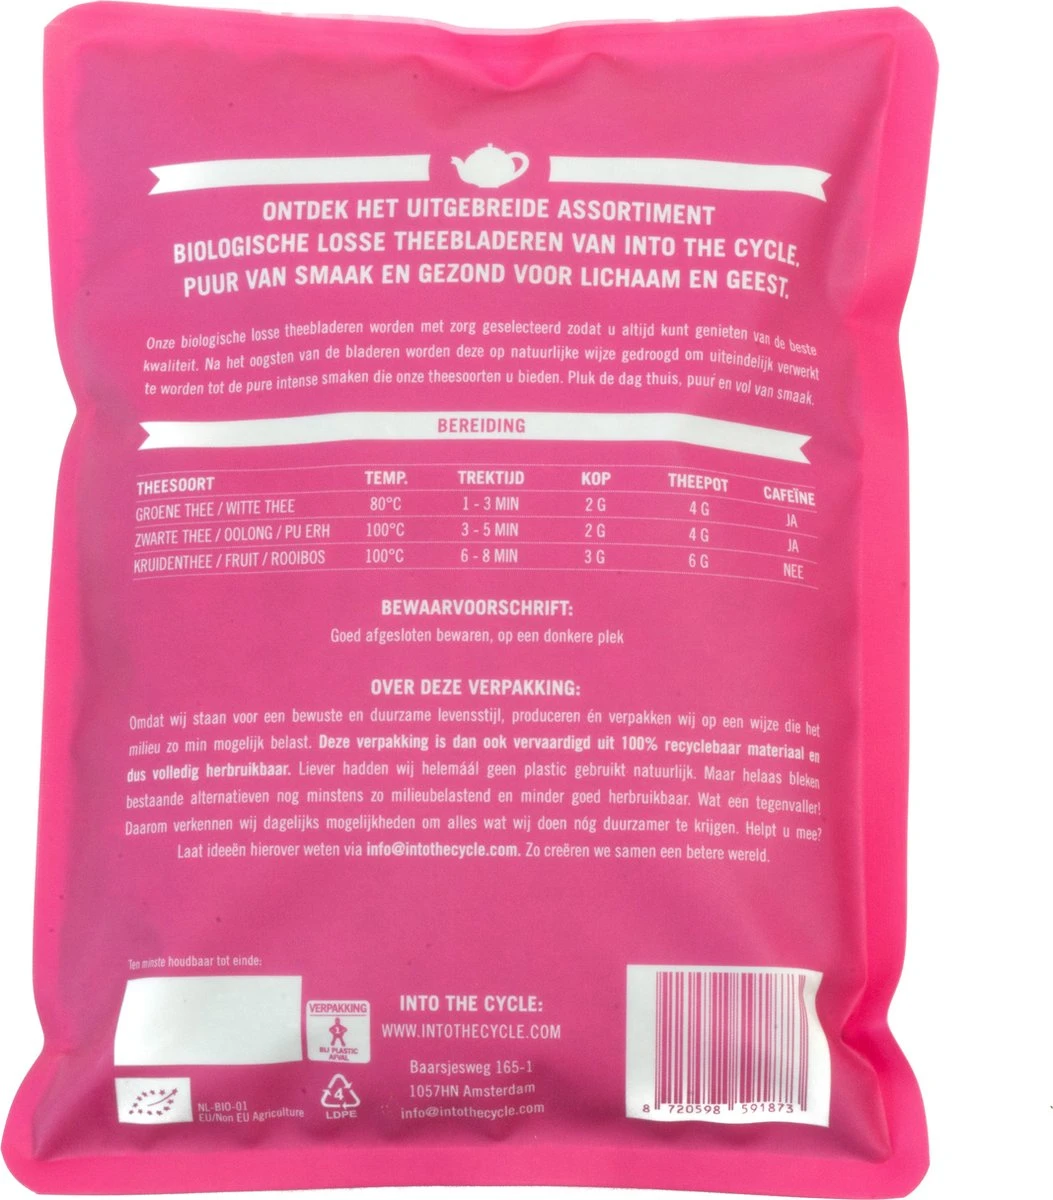 ONTDEK HET UITGEBREIDE ASSORTIMENT
BIOLOGISCHE LOSSE THEEBLADEREN VAN INTO THE CYCLE.
PUUR VAN SMAAK EN GEZOND VOOR LICHAAM EN GEEST.
Onze biologische losse theebladeren worden met zorg geselecteerd zodat u altijd kunt genieten van de beste
kwaliteit. Na het oogsten van de bladeren worden deze op natuurlijke wijze gedroogd om uiteindelijk verwerkt
te worden tot de pure intense smaken die onze theesoorten u bieden. Pluk de dag thuis, puur en vol van smaak.
BEREIDING
THEESOORT TEMP. TREKTIJD KOP THEEPOT CAFEÏNE
GROENE THEE / WITTE THEE 80°C 1 - 3 MIN 2 G 4 G JA
ZWARTE THEE / OOLONG / PU ERH 100°C 3 - 5 MIN 2 G 4 G JA
KRUIDENTHEE / FRUIT / ROOIBOS 100°C 6 - 8 MIN 3 G 6 G NEE
BEWAARVOORSCHRIFT:
Goed afgesloten bewaren, op een donkere plek
OVER DEZE VERPAKKING:
Omdat wij staan voor een bewuste en duurzame levensstijl, produceren én verpakken wij op een wijze die het
milieu zo min mogelijk belast. Deze verpakking is dan ook vervaardigd uit 100% recyclebaar materiaal en
dus volledig herbruikbaar. Liever hadden wij helemáál geen plastic gebruikt natuurlijk. Maar helaas bleken
bestaande alternatieven nog minstens zo milieubelastend en minder goed herbruikbaar. Wat een tegenvaller!
Daarom verkennen wij dagelijks mogelijkheden om alles wat wij doen nóg duurzamer te krijgen. Helpt u mee?
Laat ideeën hierover weten via info@intothecycle.com. Zo creëren we samen een betere wereld.
Ten minste houdbaar tot einde:
VERPAKKING
1
BIJ PLASTIC
AFVAL
NL-BIO-01
EU/Non EU Agriculture
4
LDPE
INTO THE CYCLE:
WWW.INTOTHECYCLE.COM
Baarsjesweg 165-1
1057HN Amsterdam
info@intothecycle.com
8 720598 591873